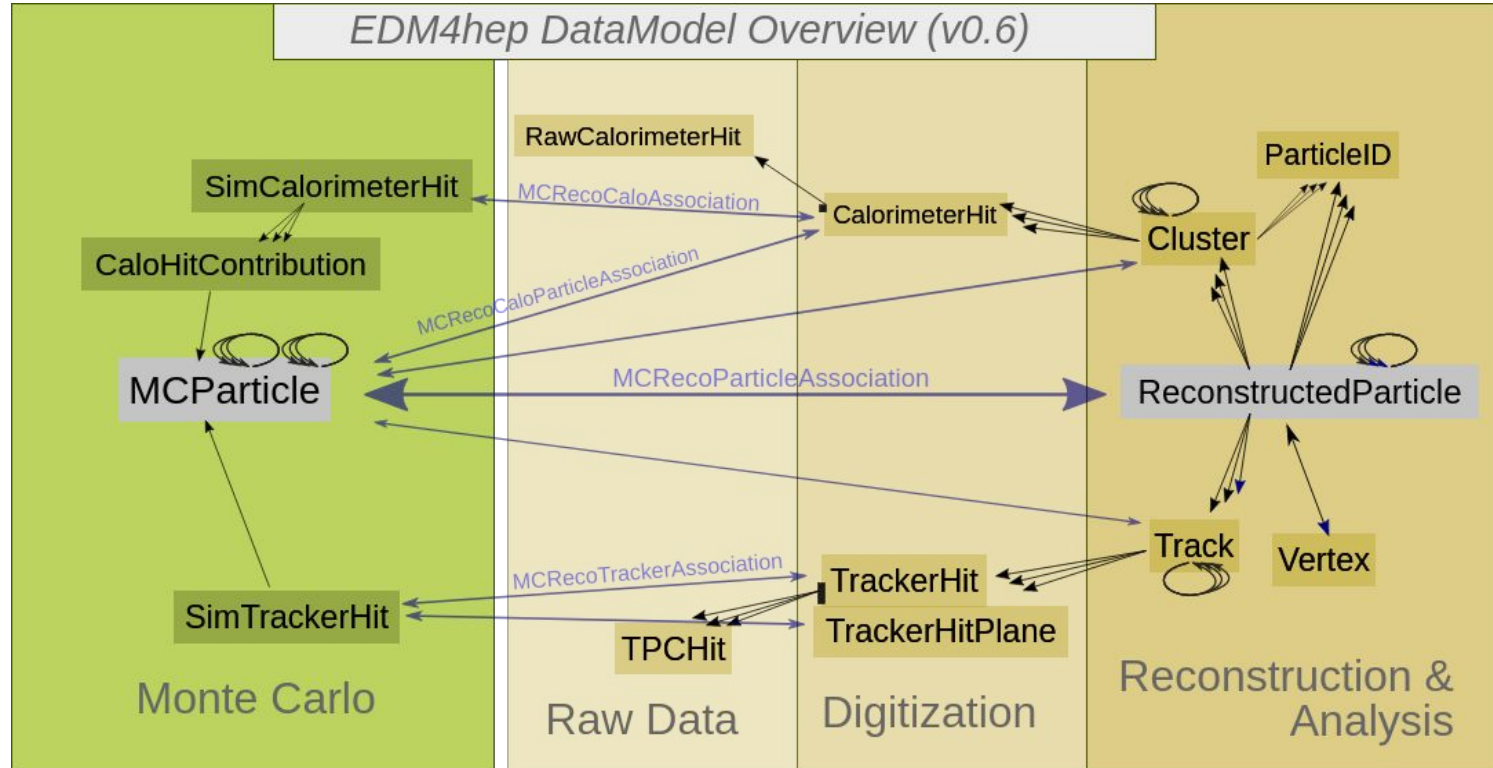 EDM4hep DataModel Overview (v0.6)
RawCalorimeterHit
ParticleID
SimCalorimeterHit
MCRecoCaloAssociation
CalorimeterHit
Cluster
CaloHitContribution
MCRecoCaloParticleAssociation
MCParticle
MCRecoParticleAssociation
ReconstructedParticle
MCRecoTrackerAssociation
Track
Vertex
TrackerHit
SimTrackerHit
TrackerHitPlane
TPCHit
Monte Carlo
Raw Data
Digitization
Reconstruction &
Analysis